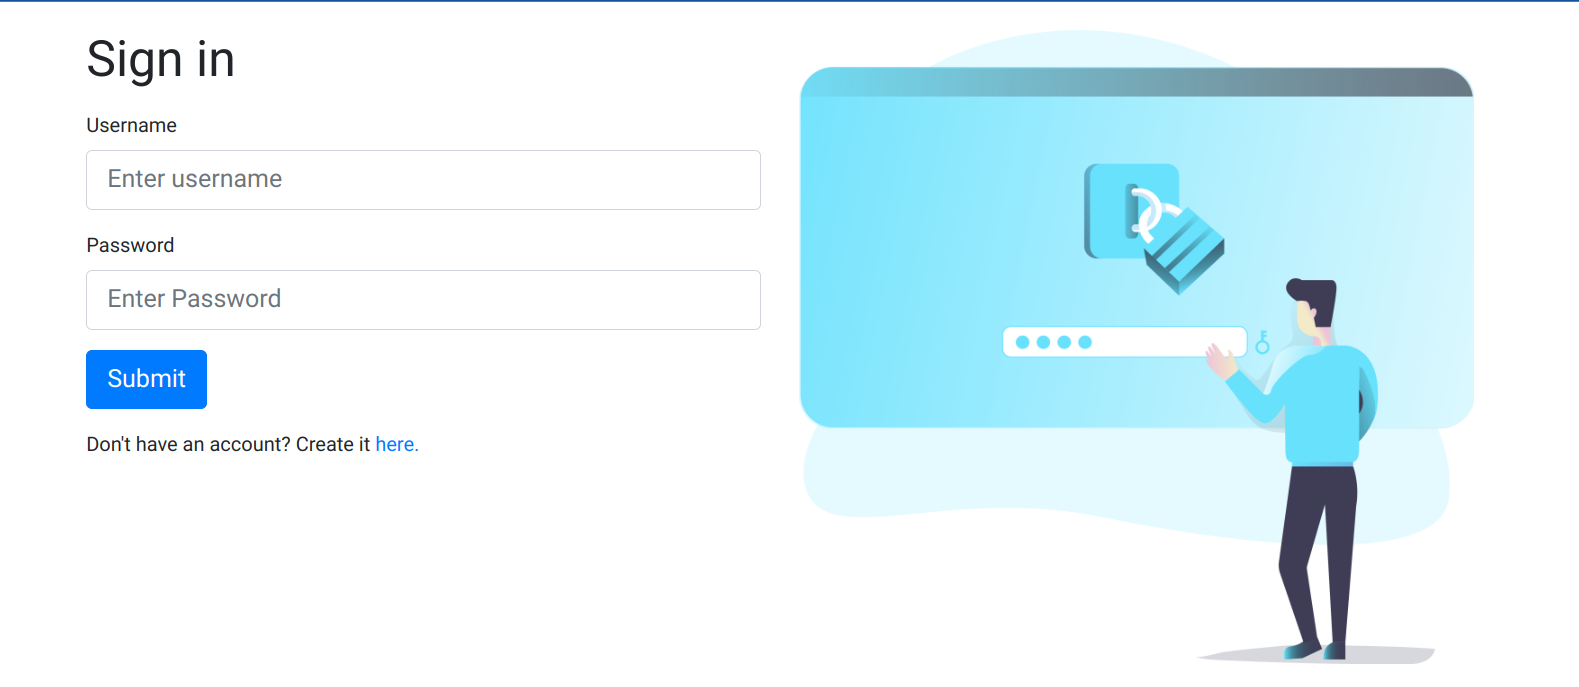 Sign in
Username
Enter username
Password
Enter Password
Submit
Don't have an account? Create it here.